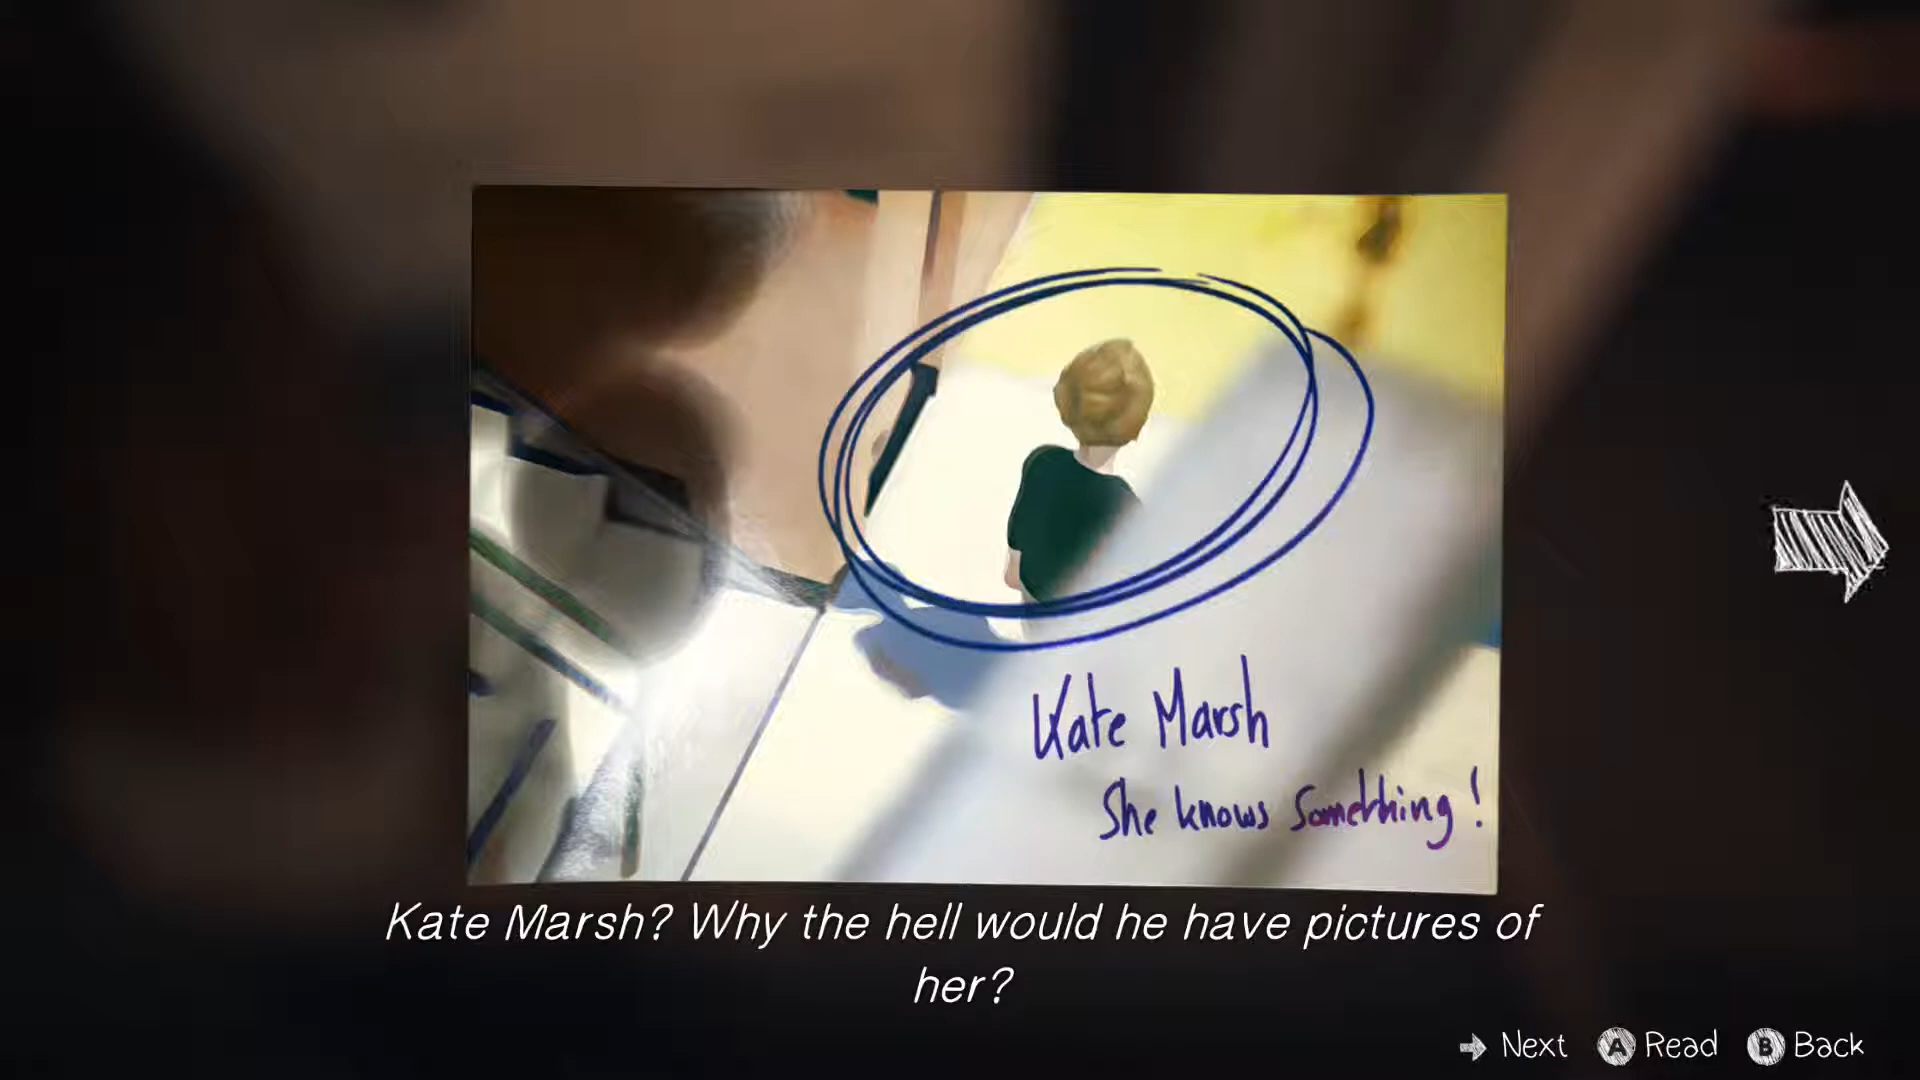 Kate Marsh
She knows Something!
Kate Marsh? Why the hell would he have pictures of
her?
Next A Read B Back